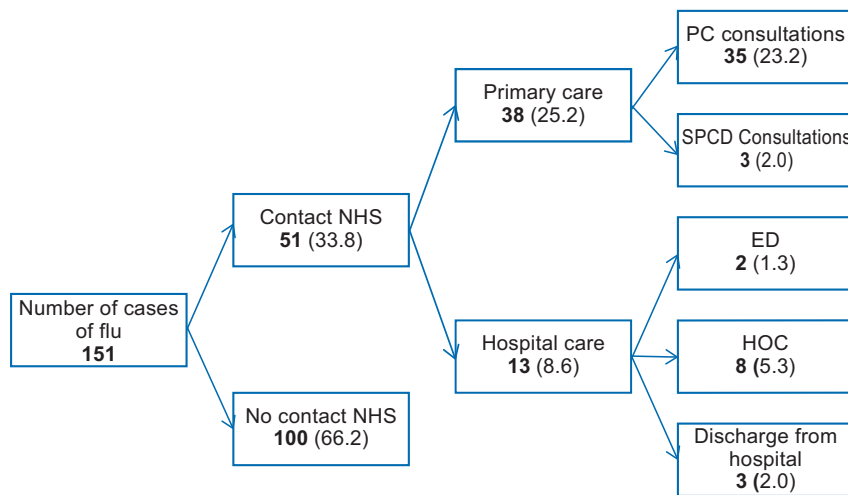 Number of cases
of flu
151
Contact NHS
51 (33.8)
No contact NHS
100 (66.2)
Primary care
38 (25.2)
Hospital care
13 (8.6)
PC consultations
35 (23.2)
SPCD Consultations
3 (2.0)
ED
2 (1.3)
HOC
8 (5.3)
Discharge from
hospital
3 (2.0)